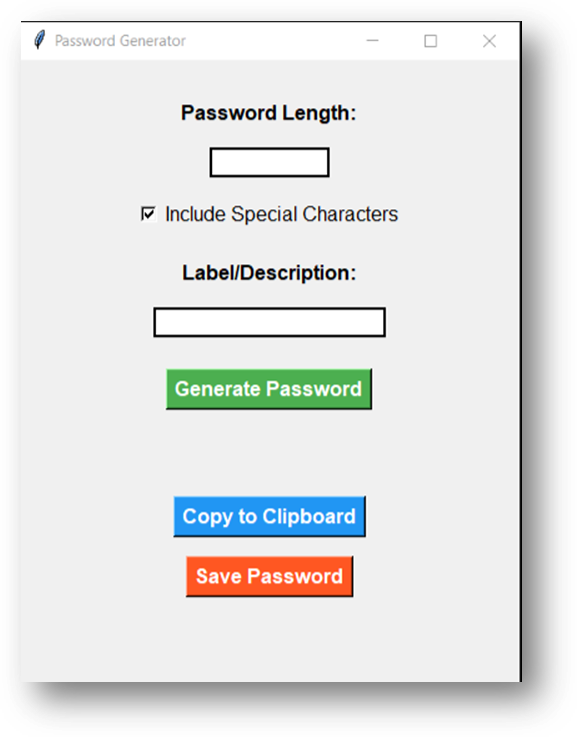 Password Generator
Password Length:
Include Special Characters
Label/Description:
Generate Password
Copy to Clipboard
Save Password